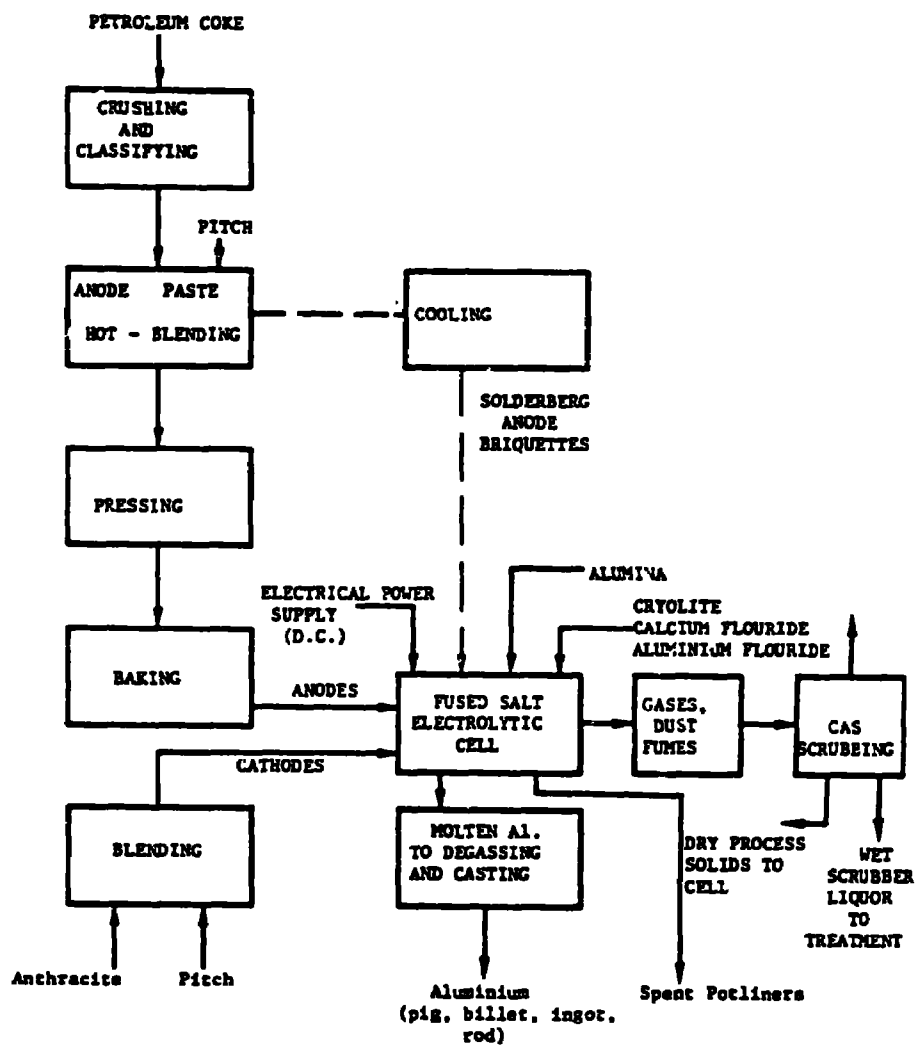 PETROLEUM COKE
CRUSHING
AND
CLASSIFYING
PITCH
ANODE PASTE
HOT - BLENDING
COOLING
SOLDERBERG
ANODE
BRIQUETTES
PRESSING
ELECTRICAL POWER
SUPPLY
(D.C.)
ALUMINA
CRYOLITE
CALCIUM FLOURIDE
ALUMINIUM FLOURIDE
BAKING
ANODES
FUSED SALT
ELECTROLYTIC
CELL
GASES,
DUST
FUMES
GAS
SCRUBBING
CATHODES
BLENDING
MOLTEN Al.
TO DEGASSING
AND CASTING
DRY PROCESS
SOLIDS TO
CELL
WET
SCRUBBER
LIQUOR
TO
TREATMENT
Anthracite
Pitch
Aluminium
(pig, billet, ingot,
rod)
Spent Potliners